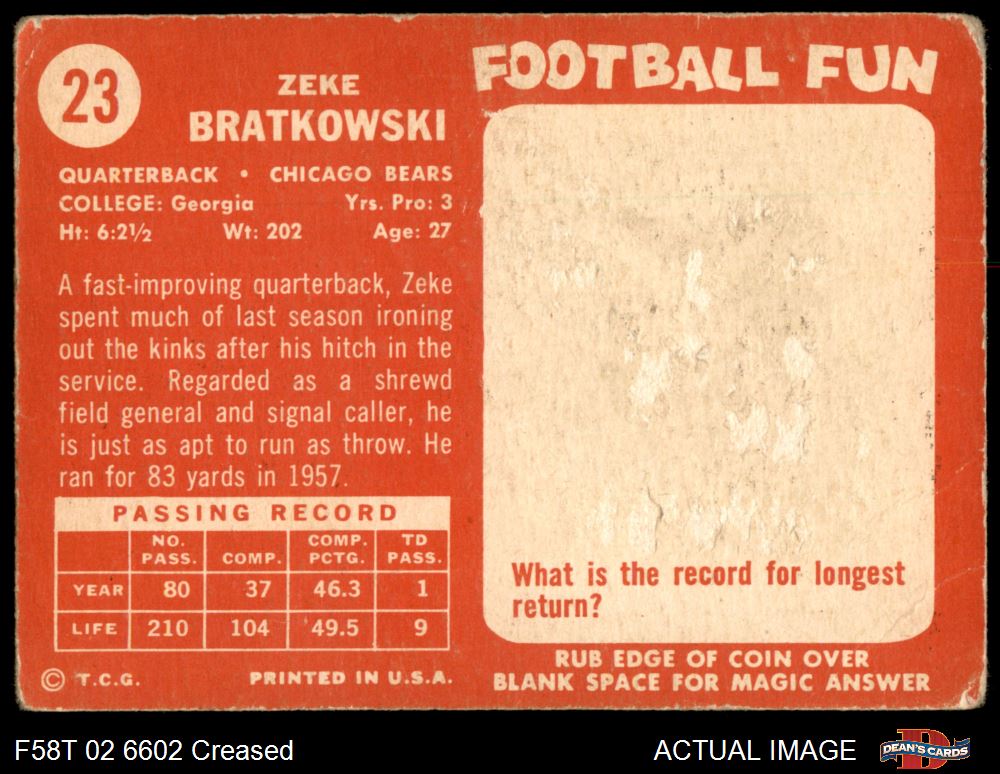 23
ZEKE
BRATKOWSKI
QUARTERBACK • CHICAGO BEARS
COLLEGE: Georgia Yrs. Pro: 3
Ht: 6:2½ Wt: 202 Age: 27
A fast-improving quarterback, Zeke
spent much of last season ironing
out the kinks after his hitch in the
service. Regarded as a shrewd
field general and signal caller, he
is just as apt to run as throw. He
ran for 83 yards in 1957.
PASSING RECORD
NO. PASS. COMP. COMP. PCTG. TD PASS.
YEAR 80 37 46.3 1
LIFE 210 104 49.5 9
© T.C.G. PRINTED IN U.S.A.
FOOTBALL FUN
What is the record for longest
return?
RUB EDGE OF COIN OVER
BLANK SPACE FOR MAGIC ANSWER
F58T 02 6602 Creased
ACTUAL IMAGE
D
DEAN'S CARDS